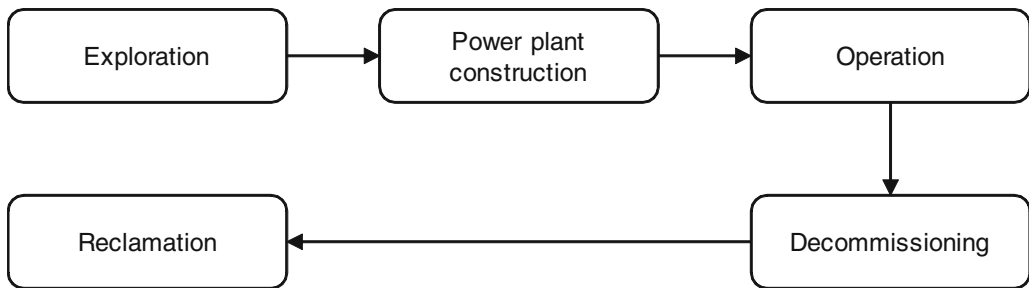 Exploration
Power plant
construction
Operation
Reclamation
Decommissioning